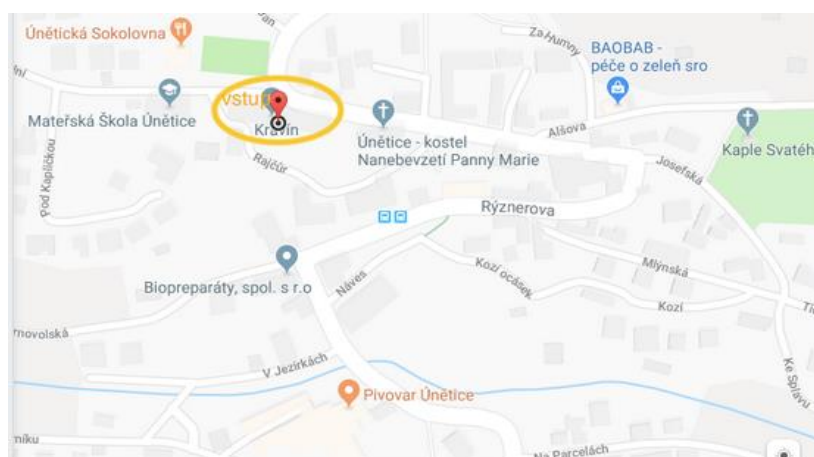 Únětická Sokolovna
Za Humny
BAOBAB -
péče o zeleň sro
vstup
Mateřská Škola Únětice
Kravín
Únětice - kostel
Nanebevzetí Panny Marie
Alšova
Kaple Svatéh
Josefská
Rajčúr
Pod Kapličkou
Rýznerova
Mlýnská
Biopreparáty, spol. s r.o
Náves
Kozí ocásek
Kozí
rnovolská
V Jezírkách
Ke Splavu
Pivovar Únětice
Na Parcelách